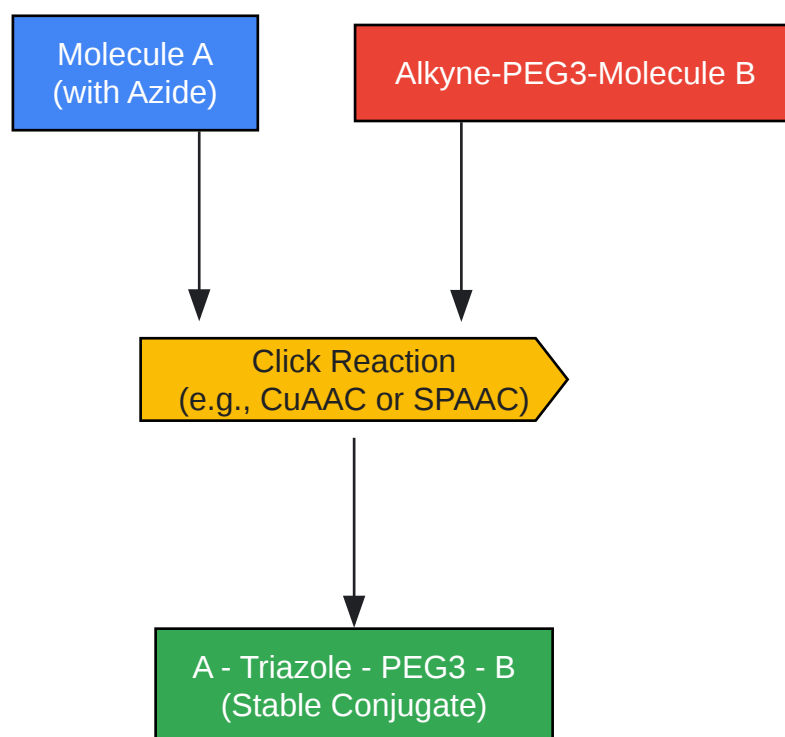 Molecule A
(with Azide)
Alkyne-PEG3-Molecule B
Click Reaction
(e.g., CuAAC or SPAAC)
A - Triazole - PEG3 - B
(Stable Conjugate)